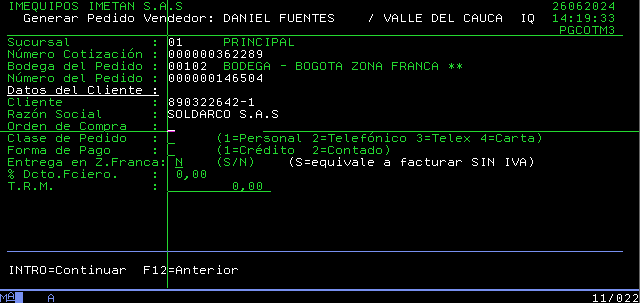 IMEQUIPOS IMETAN S.A.S 26062024
Generar Pedido Vendedor: DANIEL FUENTES / VALLE DEL CAUCA IQ 14:19:33
PGCOTM3
Sucursal : 01 PRINCIPAL
Número Cotización : 000000362289
Bodega del Pedido : 00102 BODEGA - BOGOTA ZONA FRANCA **
Número del Pedido : 000000146504
Datos del Cliente :
Cliente : 890322642-1
Razón Social : SOLDARCO S.A.S
Orden de Compra :
Clase de Pedido : _ (1=Personal 2=Telefónico 3=Telex 4=Carta)
Forma de Pago : _ (1=Crédito 2=Contado)
Entrega en Z.Franca: N (S/N) (S=equivale a facturar SIN IVA)
% Dcto.Fciero. : 0,00
T.R.M. : 0,00
INTRO=Continuar F12=Anterior
MÂ A 11/022